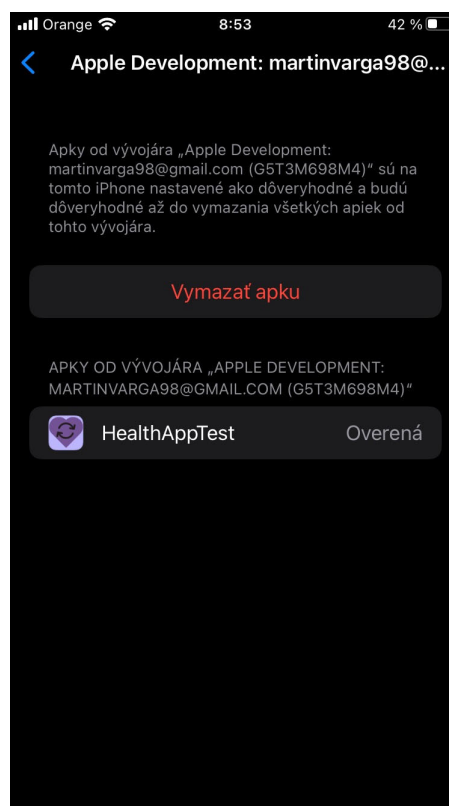 Orange 8:53 42 %
Apple Development: martinvarga98@...
Apky od vývojára „Apple Development:
martinvarga98@gmail.com (G5T3M698M4)“ sú na
tomto iPhone nastavené ako dôveryhodné a budú
dôveryhodné až do vymazania všetkých apiek od
tohto vývojára.
Vymazať apku
APKY OD VÝVOJÁRA „APPLE DEVELOPMENT:
MARTINVARGA98@GMAIL.COM (G5T3M698M4)“
HealthAppTest Overená